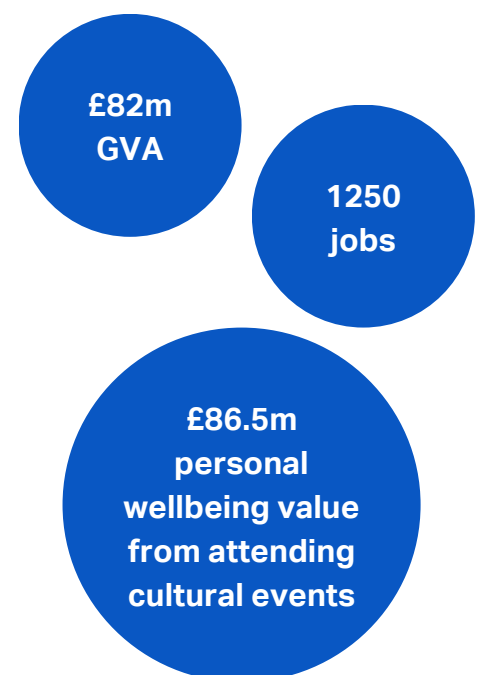 £82m
GVA
1250
jobs
£86.5m
personal
wellbeing value
from attending
cultural events